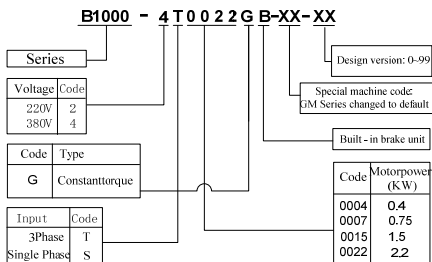 B1000 - 4T0022GB-XX-XX
Series
Design version: 0~99
Voltage Code
220V 2
380V 4
Special machine code:
GM Series changed to default
Built - in brake unit
Code Type
G Constanttorque
Code Motorpower
(KW)
0004 0.4
0007 0.75
0015 1.5
0022 2.2
Input Code
3Phase T
Single Phase S